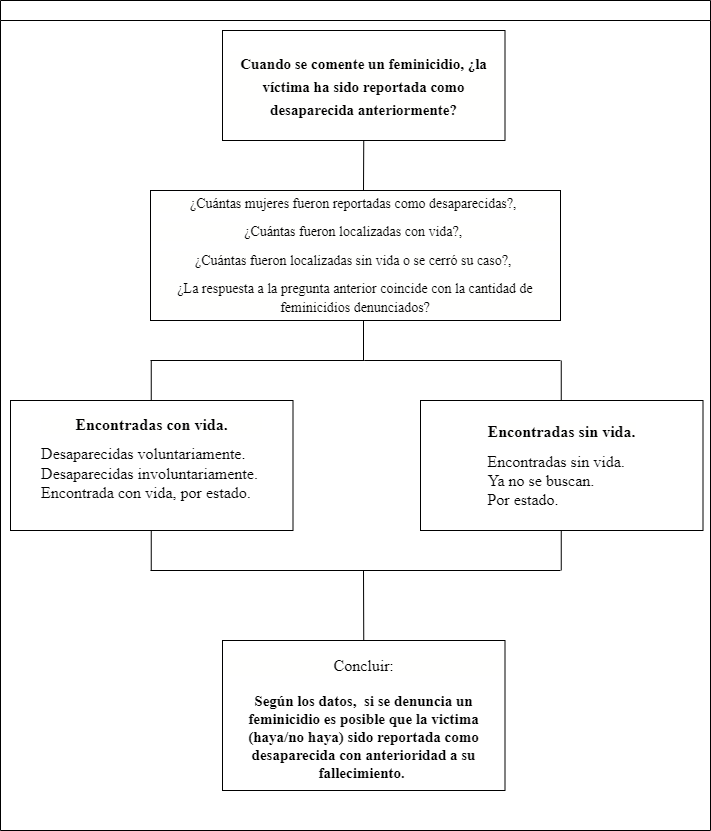 Cuando se comente un feminicidio, ¿la
víctima ha sido reportada como
desaparecida anteriormente?
¿Cuántas mujeres fueron reportadas como desaparecidas?,
¿Cuántas fueron localizadas con vida?,
¿Cuántas fueron localizadas sin vida o se cerró su caso?,
¿La respuesta a la pregunta anterior coincide con la cantidad de
feminicidios denunciados?
Encontradas con vida.
Desaparecidas voluntariamente.
Desaparecidas involuntariamente.
Encontrada con vida, por estado.
Encontradas sin vida.
Encontradas sin vida.
Ya no se buscan.
Por estado.
Concluir:
Según los datos, si se denuncia un
feminicidio es posible que la victima
(haya/no haya) sido reportada como
desaparecida con anterioridad a su
fallecimiento.